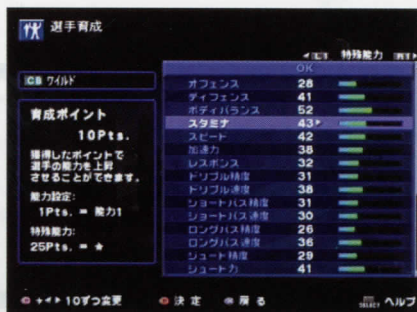 選手育成
L1 特殊能力 R1
CB ワイルド
OK
育成ポイント
10Pts.
獲得したポイントで
選手の能力を上昇
させることができます。
能力設定:
1Pts. = 能力1
特殊能力:
25Pts. = ★
オフェンス 28
ディフェンス 41
ボディバランス 52
スタミナ 43
スピード 42
加速力 38
レスポンス 32
ドリブル精度 31
ドリブル速度 38
ショートパス精度 31
ショートパス速度 30
ロングパス精度 26
ロングパス速度 36
シュート精度 29
シュート力 41
10ずつ変更
決定
戻る
SELECT ヘルプ